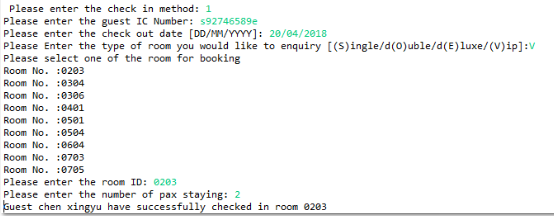 Please enter the check in method: 1
Please enter the guest IC Number: s92746589e
Please enter the check out date [DD/MM/YYYY]: 20/04/2018
Please Enter the type of room you would like to enquiry [(S)ingle/d(O)uble/d(E)luxe/(V)ip]:V
Please select one of the room for booking
Room No. :0203
Room No. :0304
Room No. :0306
Room No. :0401
Room No. :0501
Room No. :0504
Room No. :0604
Room No. :0703
Room No. :0705
Please enter the room ID: 0203
Please enter the number of pax staying: 2
Guest chen xingyu have successfully checked in room 0203